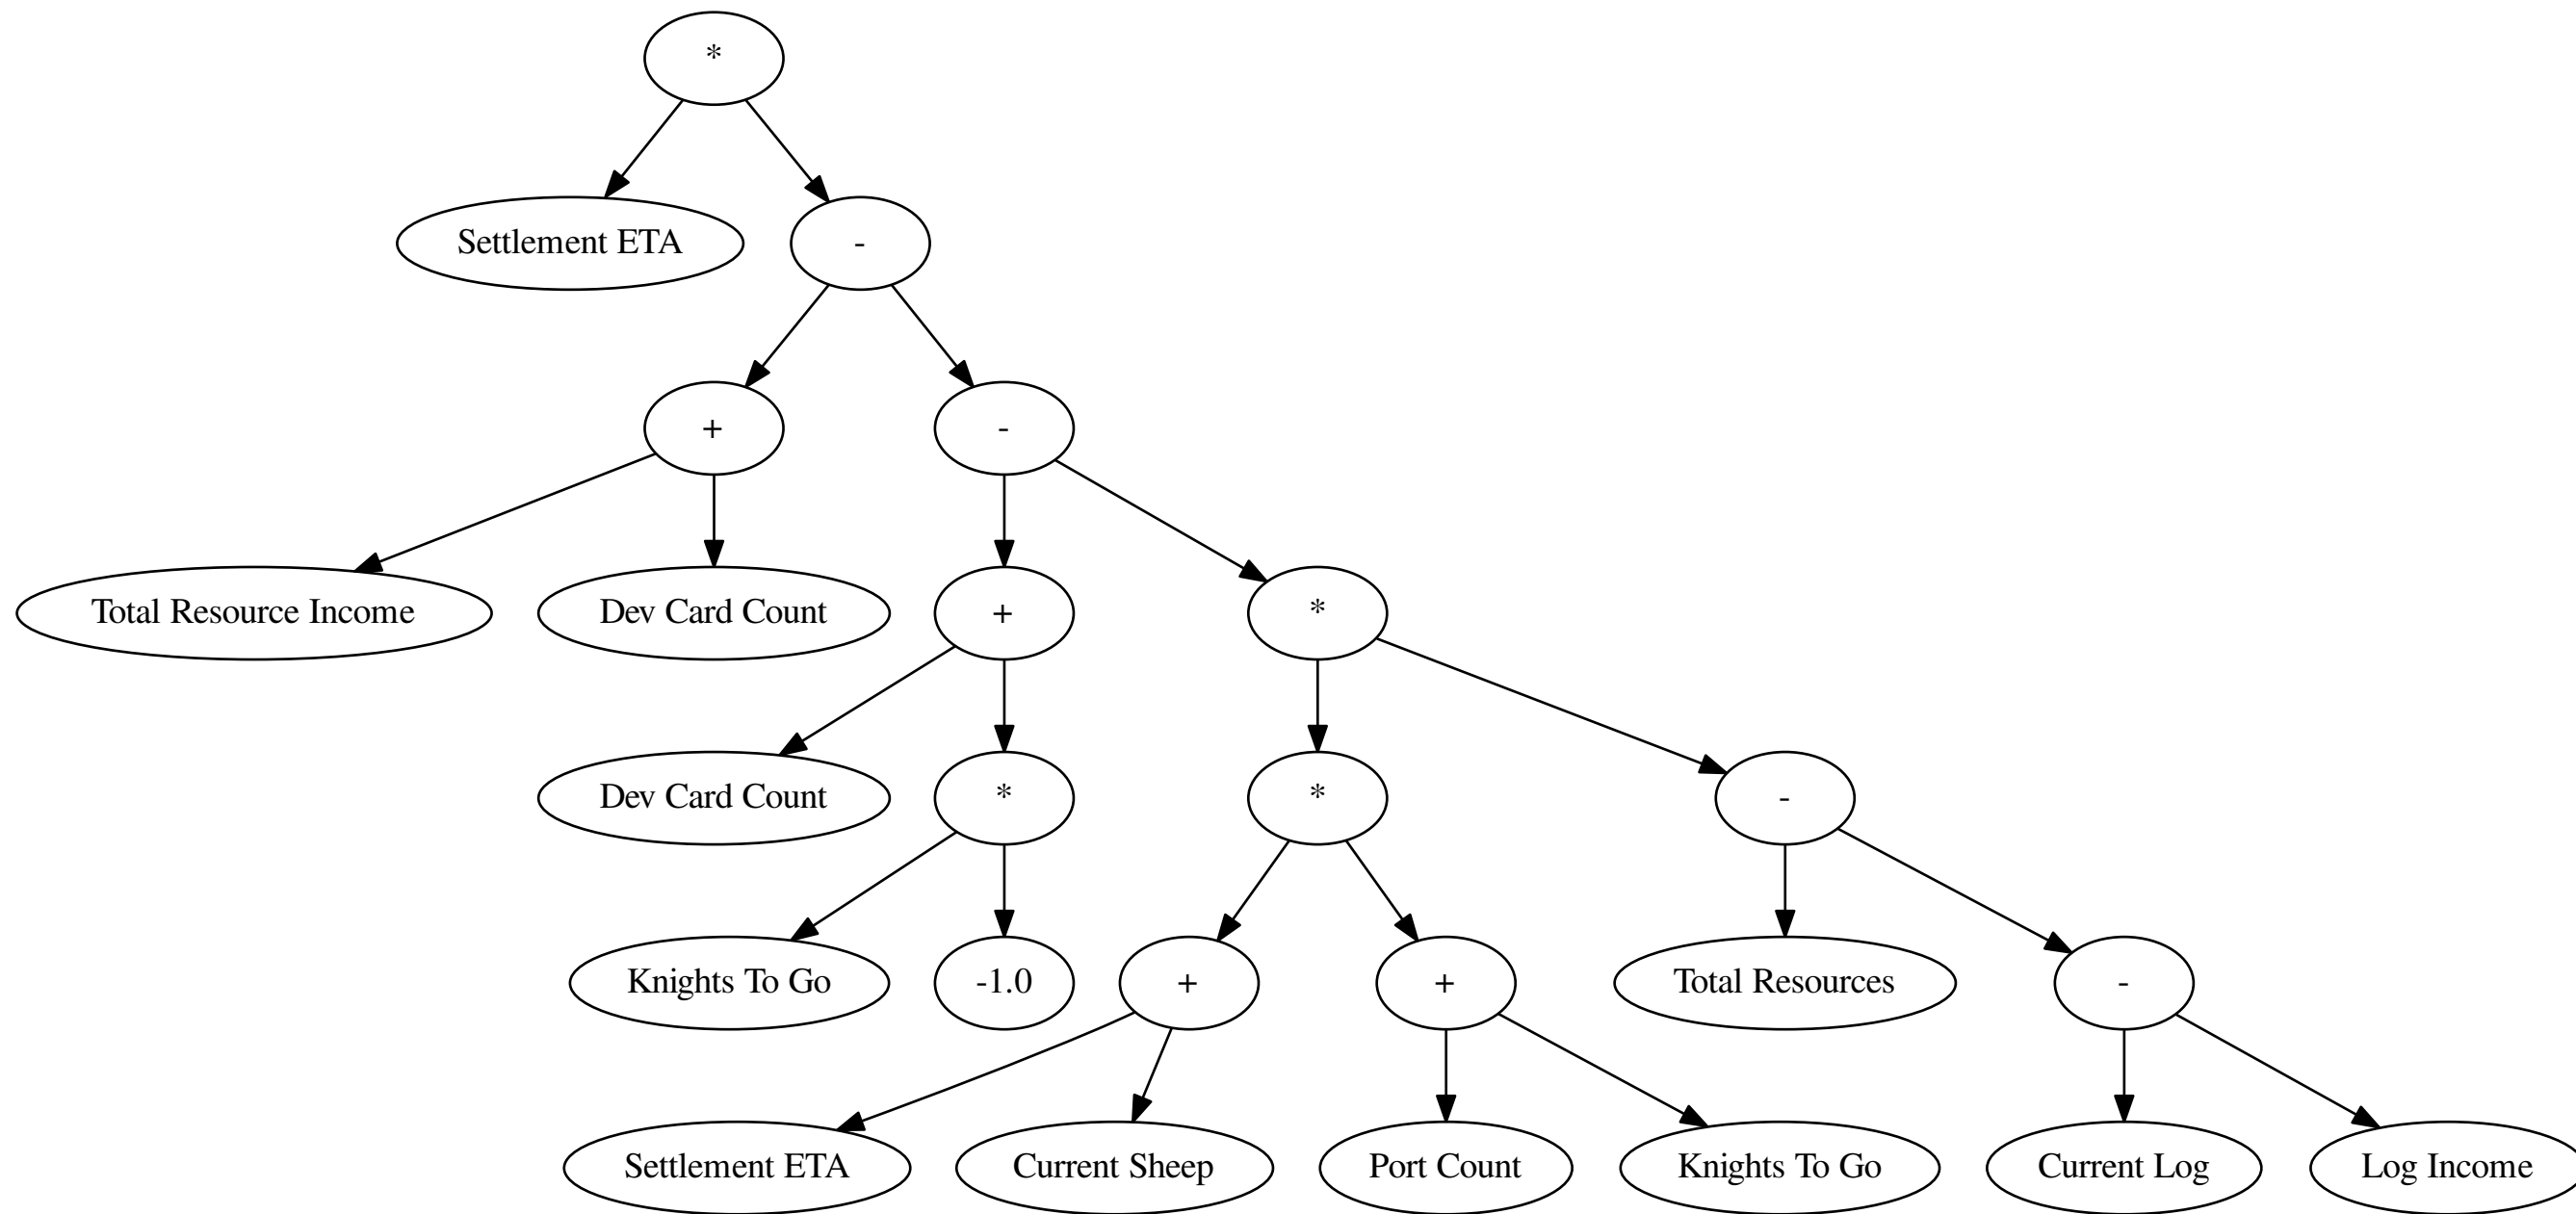 *
Settlement ETA
-
+
-
Total Resource Income
Dev Card Count
+
*
Dev Card Count
*
*
-
Knights To Go
-1.0
+
+
Total Resources
-
Settlement ETA
Current Sheep
Port Count
Knights To Go
Current Log
Log Income